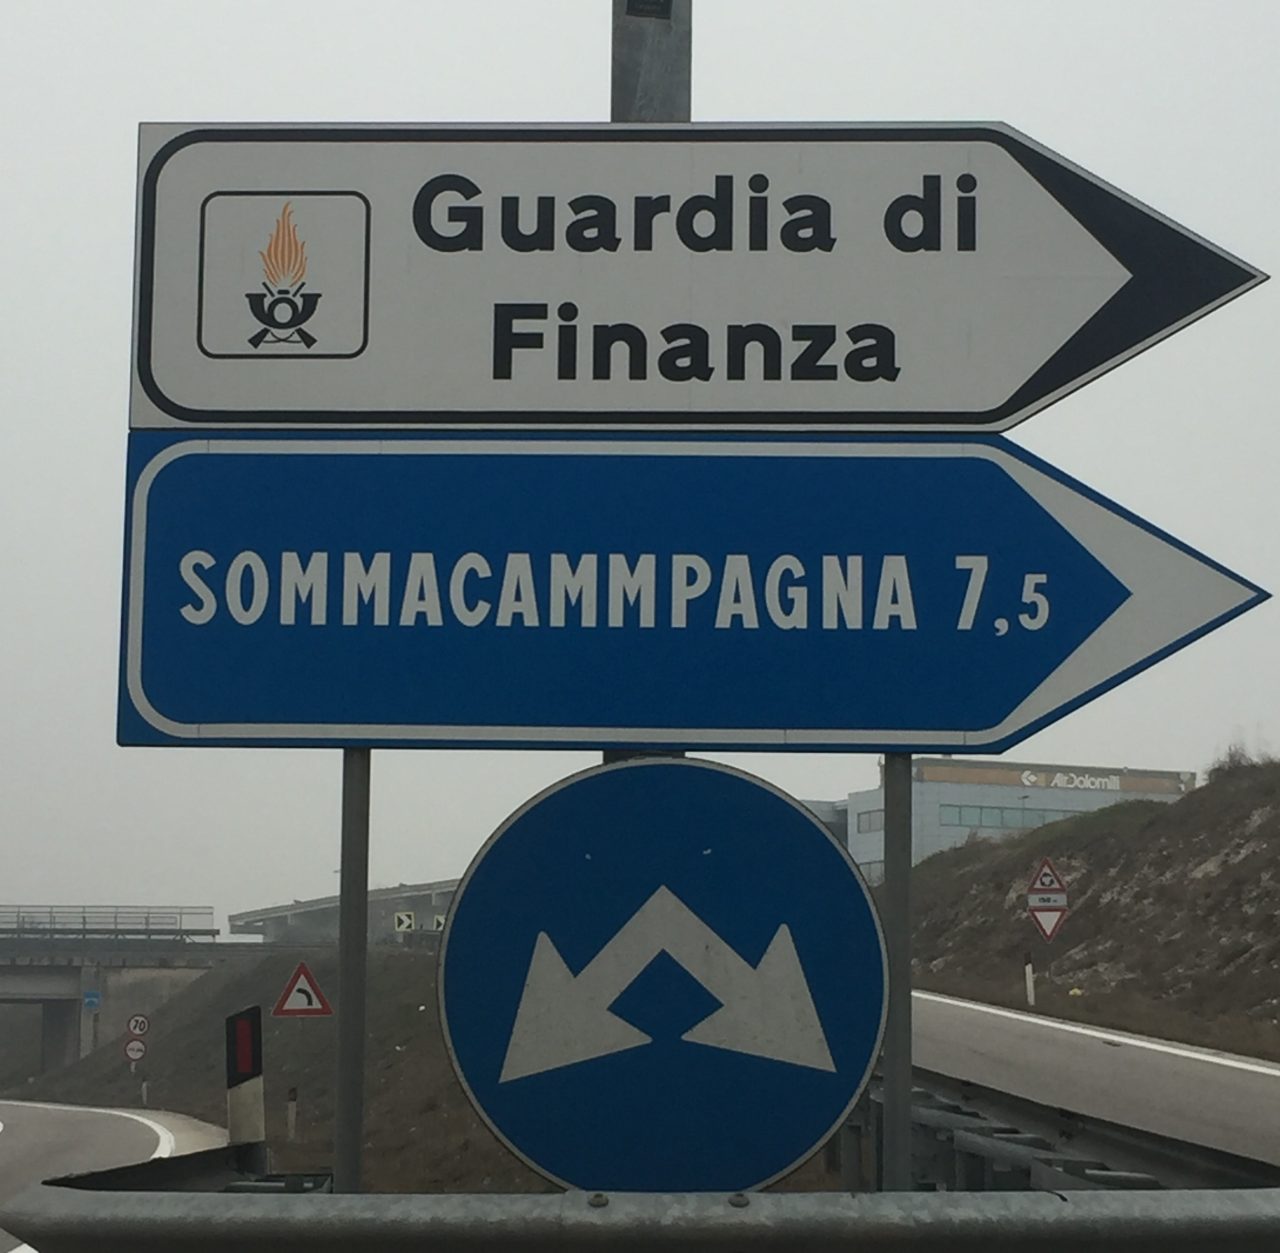 Guardia di
Finanza
SOMMACAMMPAGNA 7,5
AirDolomiti
70